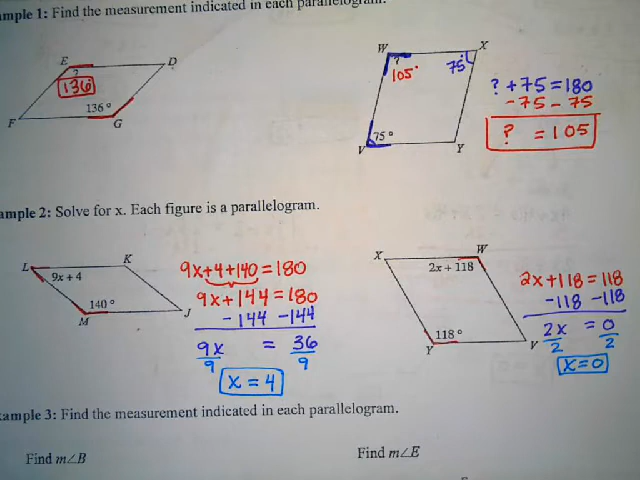 ample 1: Find the measurement indicated in each parallelogram.
E
D
?
136°
136 °
F
G
W
X
?
105°
75°
75 °
V
Y
? + 75 = 180
- 75 - 75
? = 105
ample 2: Solve for x. Each figure is a parallelogram.
L
K
9x + 4
140 °
M
J
9x+4+140 = 180
9x + 144 = 180
- 144 - 144
9x = 36
9 9
x = 4
X
W
2x + 118
118 °
Y
V
2x+118 = 118
-118 -118
2x = 0
2 2
x=0
xample 3: Find the measurement indicated in each parallelogram.
Find m∠B
Find m∠E